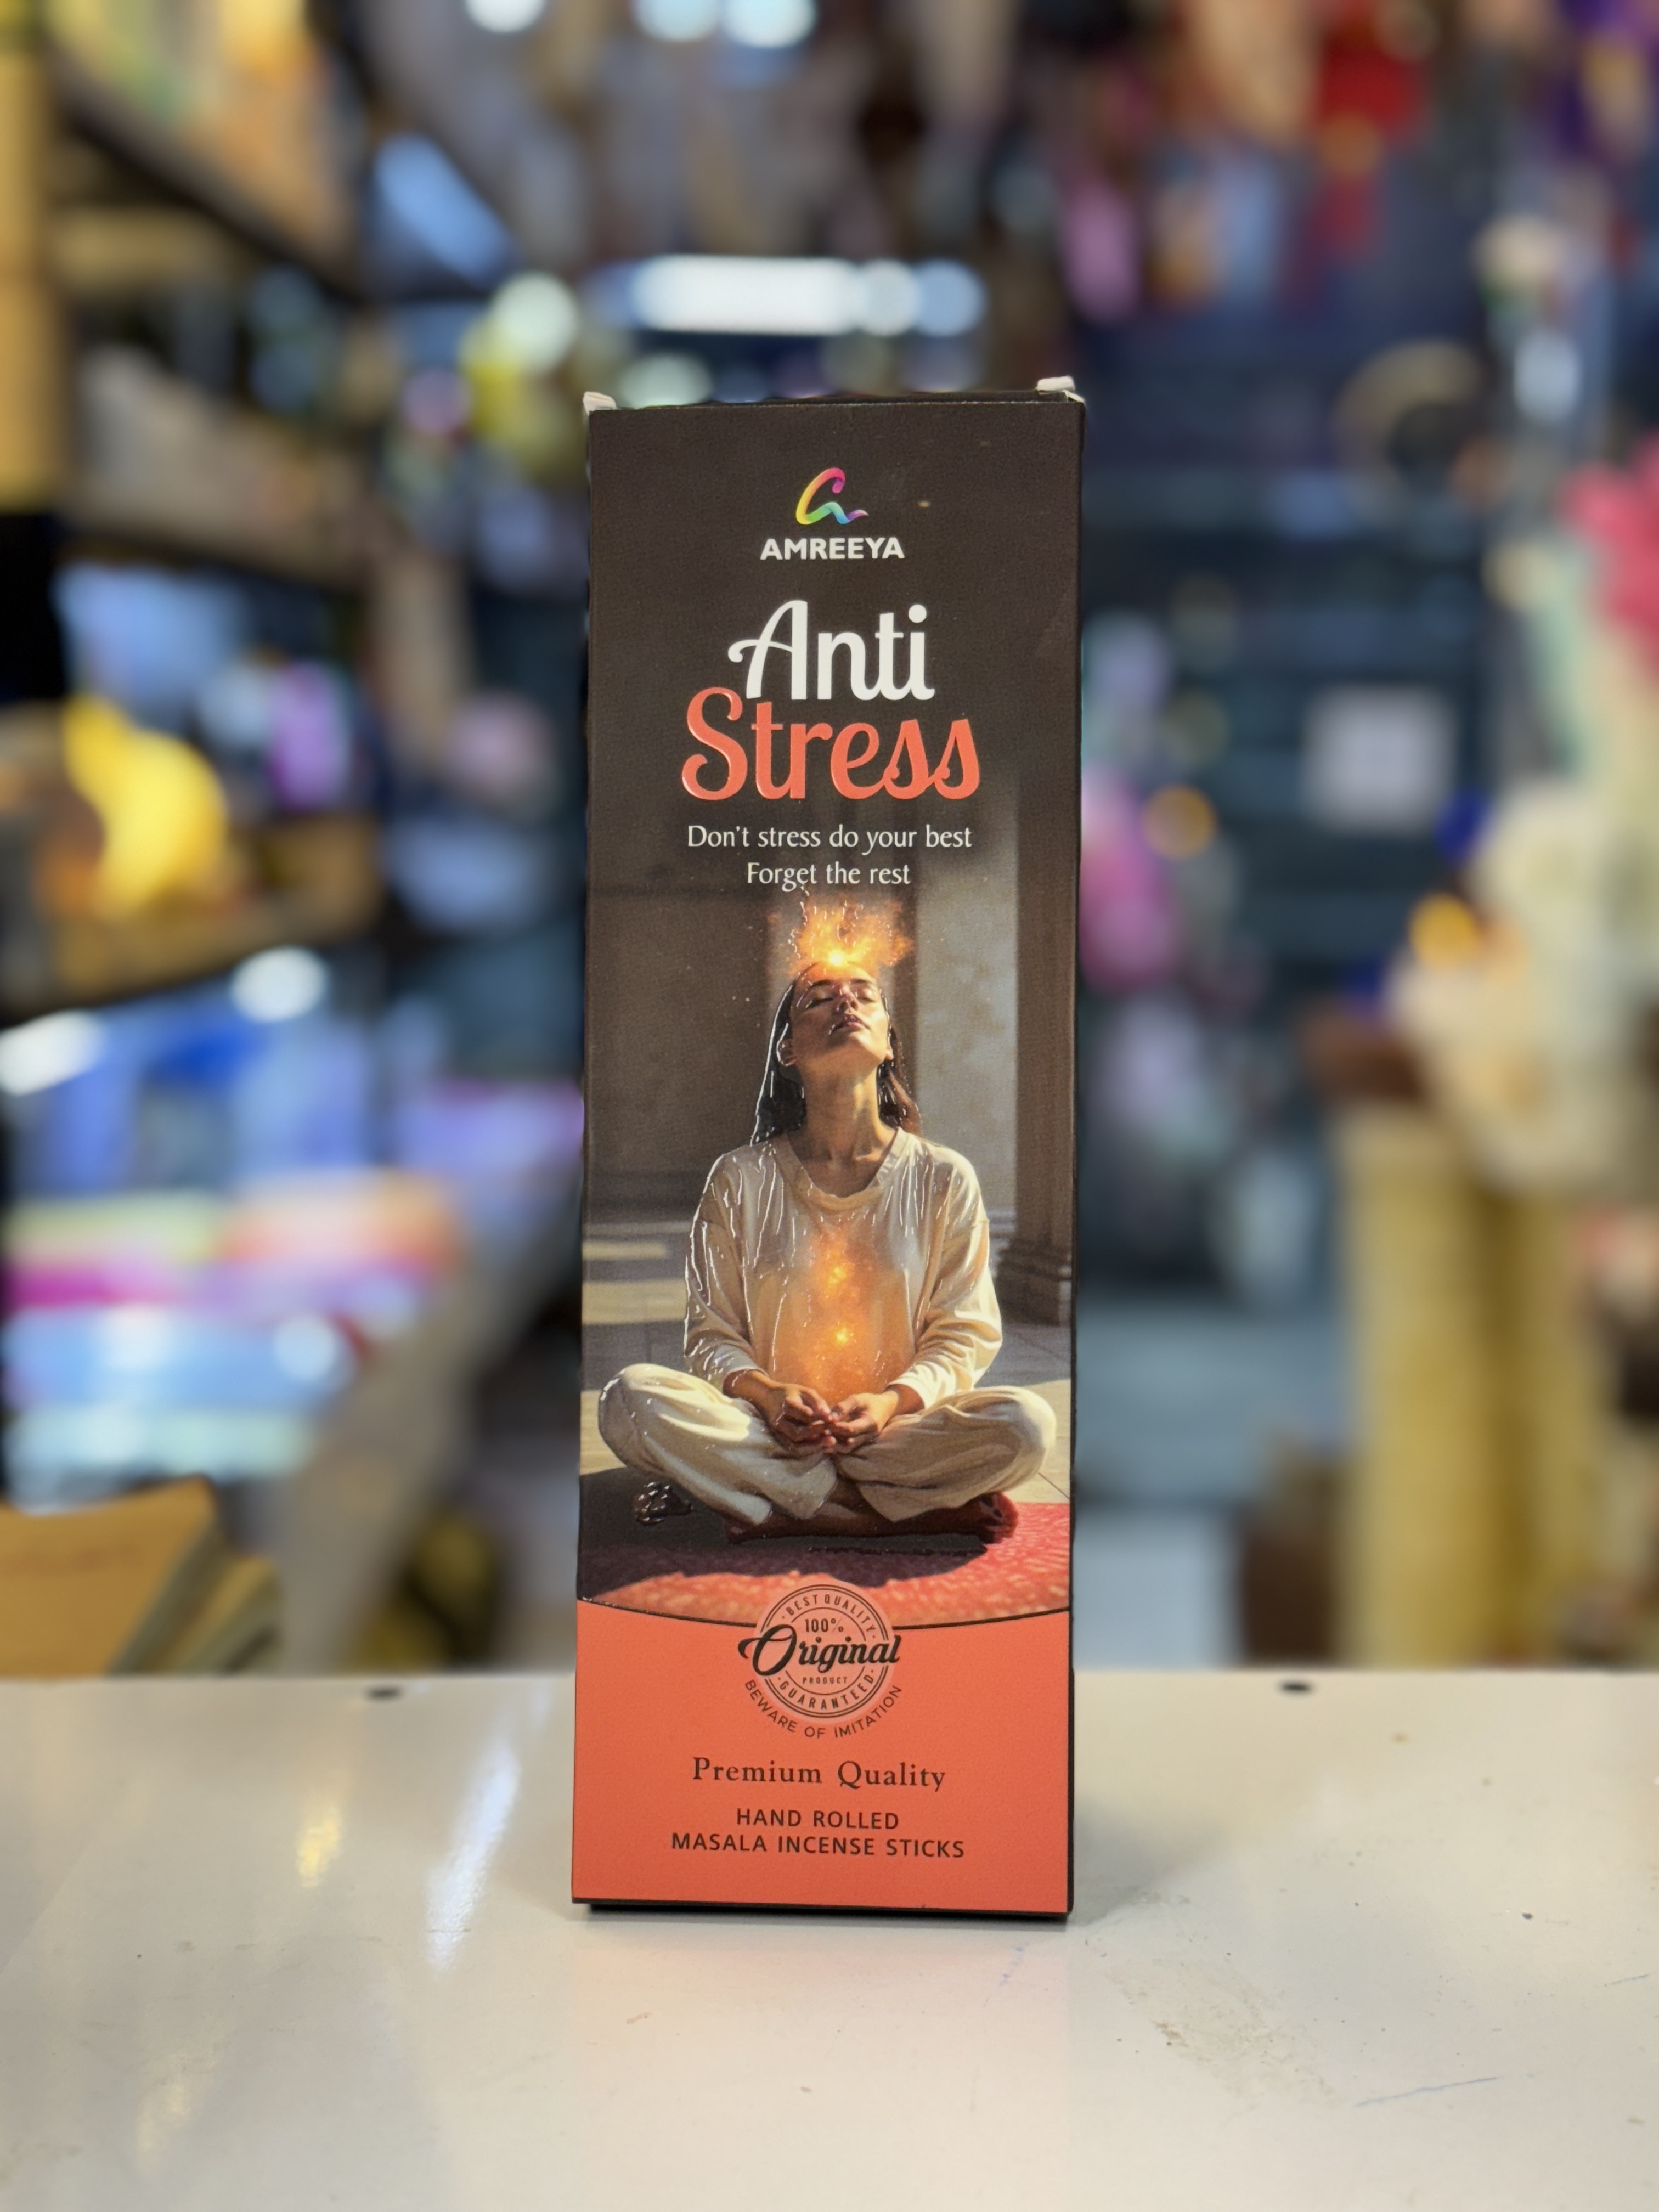 AMREEYA
Anti
Stress
Don't stress do your best
Forget the rest
BEST QUALITY
100%
Original
PRODUCT
GUARANTEED
BEWARE OF IMITATION
Premium Quality
HAND ROLLED
MASALA INCENSE STICKS